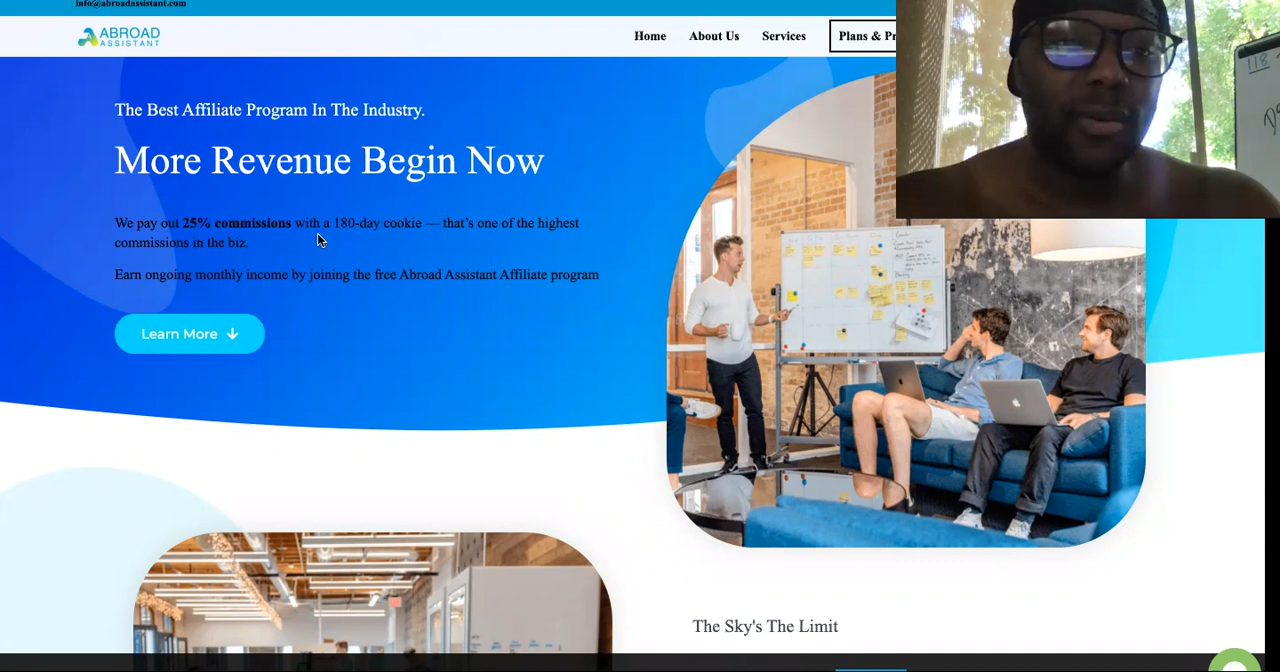 info@abroadassistant.com
ABROAD
ASSISTANT
Home
About Us
Services
Plans & Pr
118
The Best Affiliate Program In The Industry.
More Revenue Begin Now
We pay out 25% commissions with a 180-day cookie — that's one of the highest
commissions in the biz.
Earn ongoing monthly income by joining the free Abroad Assistant Affiliate program
Learn More
The Sky's The Limit